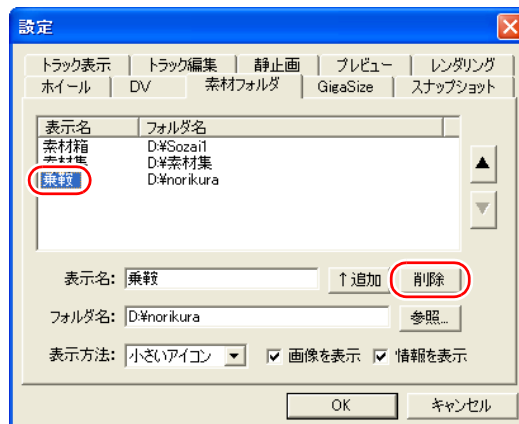 設定
トラック表示 トラック編集 静止画 プレビュー レンダリング
ホイール DV 素材フォルダ GigaSize スナップショット
表示名 フォルダ名
素材箱 D:¥Sozai1
素材集 D:¥素材集
乗鞍 D:¥norikura
▲
▼
表示名: 乗鞍 ↑追加 削除
フォルダ名: D:¥norikura 参照...
表示方法: 小さいアイコン 画像を表示 情報を表示
OK キャンセル